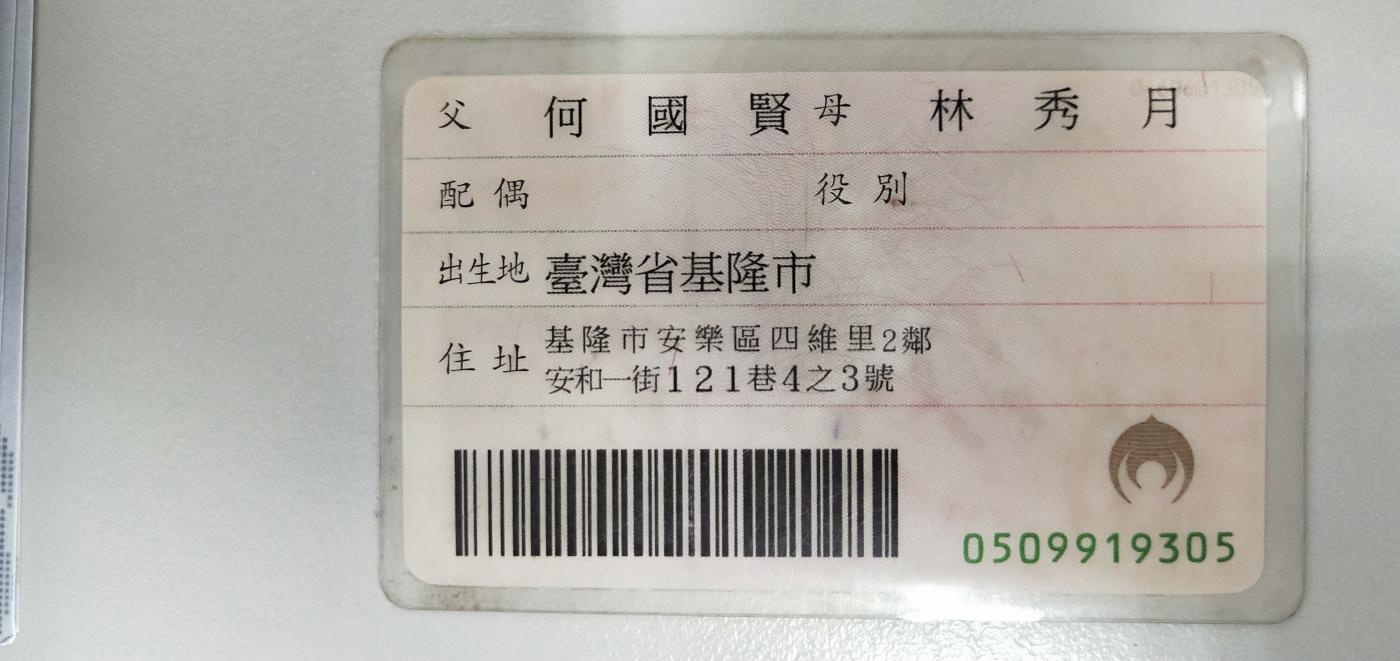 父 何國賢 母 林秀月
配偶 役別
出生地 臺灣省基隆市
住址 基隆市安樂區四維里2鄰
安和一街121巷4之3號
0509919305